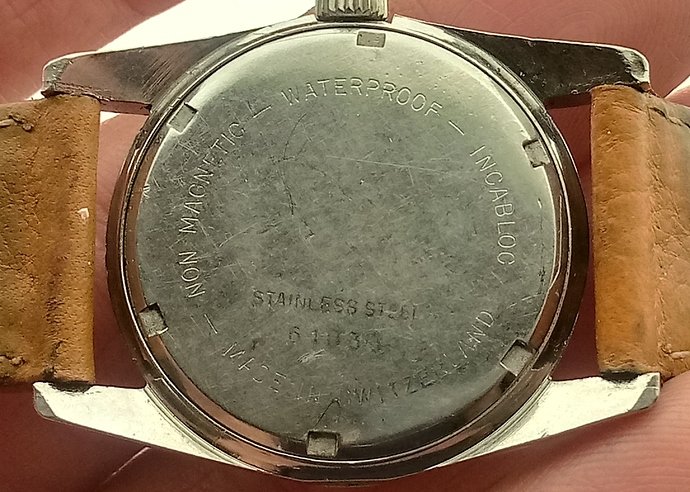 NON MAGNETIC — WATERPROOF — INCABLOC
STAINLESS STEEL
— MADE IN SWITZERLAND